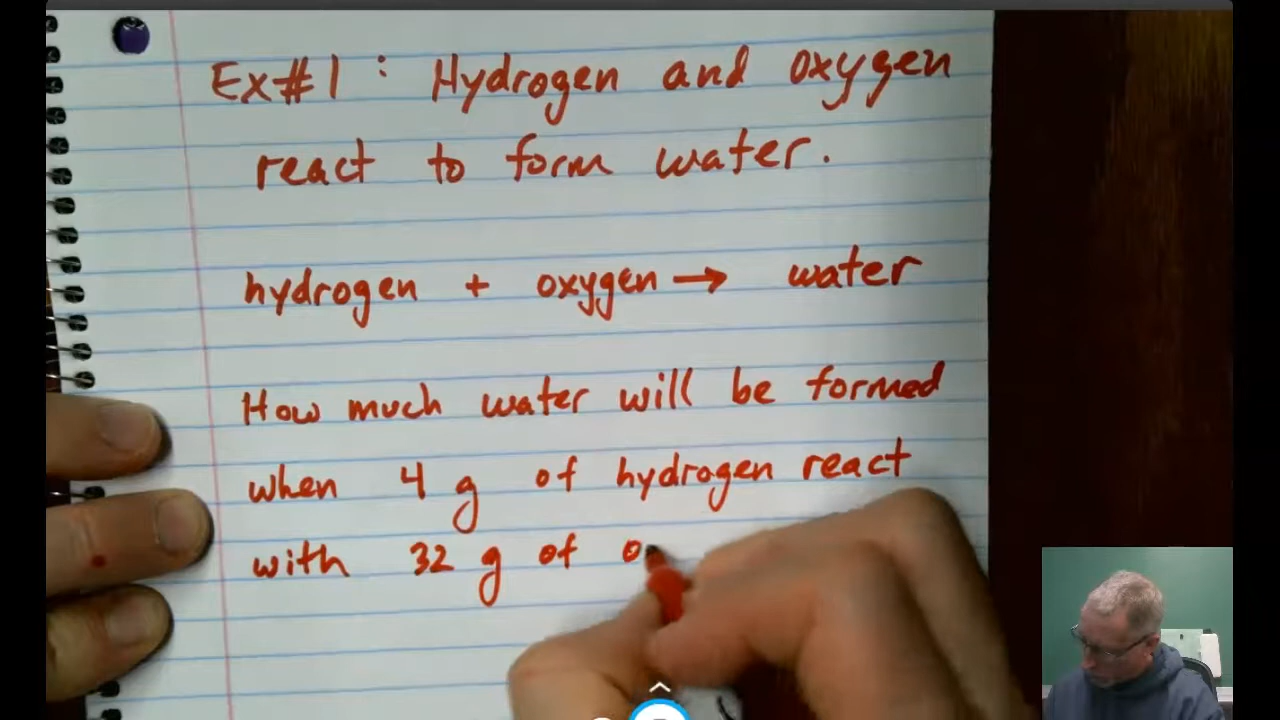 Ex#1 : Hydrogen and oxygen
react to form water.
hydrogen + oxygen → water
How much water will be formed
when 4 g of hydrogen react
with 32 g of o